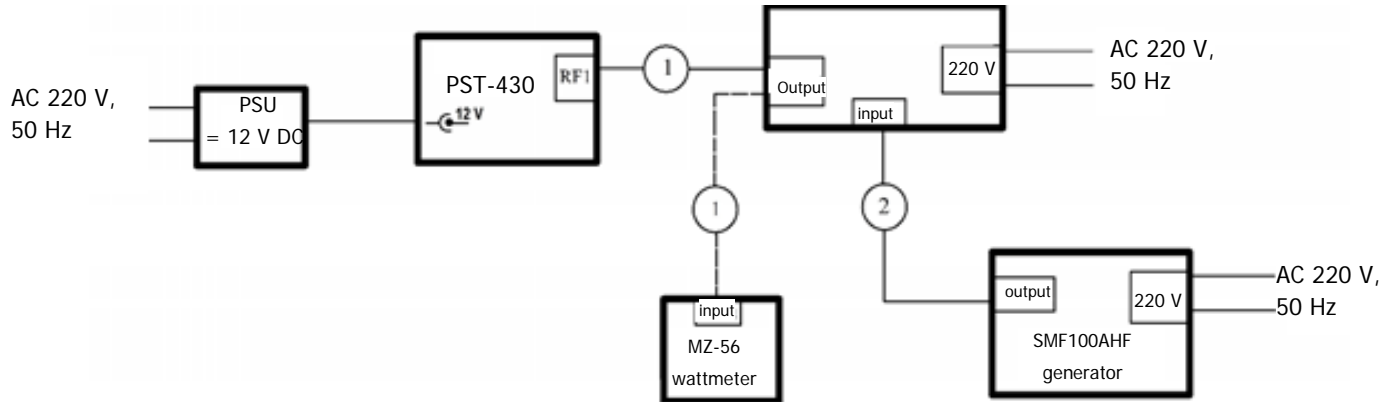 AC 220 V,
50 Hz
PSU
= 12 V DC
PST-430
RF1
12 V
1
Output
input
220 V
AC 220 V,
50 Hz
1
2
input
MZ-56
wattmeter
output
220 V
SMF100AHF
generator
AC 220 V,
50 Hz